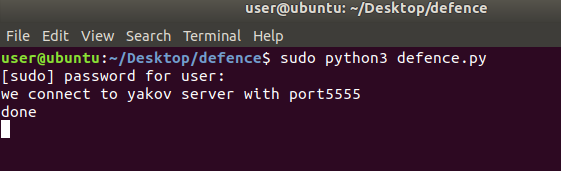 user@ubuntu: ~/Desktop/defence
File Edit View Search Terminal Help
user@ubuntu:~/Desktop/defence$ sudo python3 defence.py
[sudo] password for user:
we connect to yakov server with port5555
done